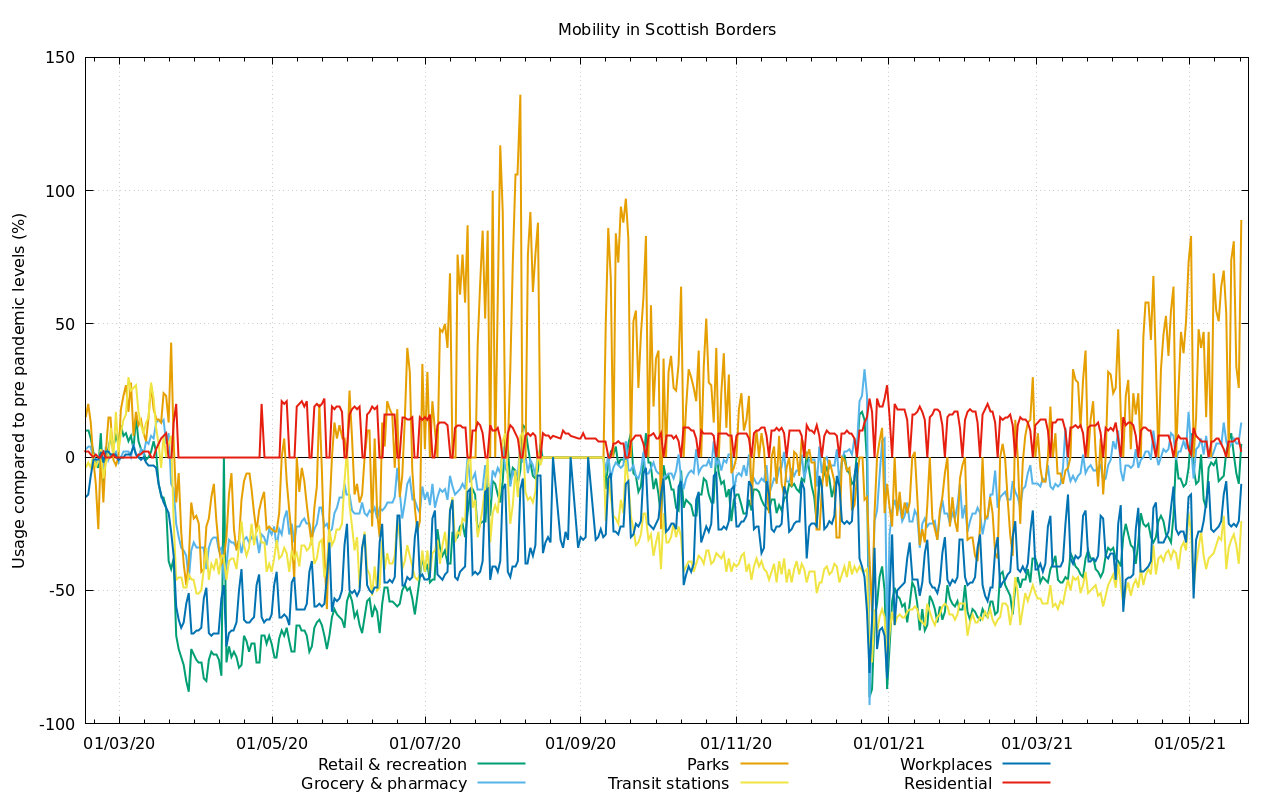 Mobility in Scottish Borders
Usage compared to pre pandemic levels (%)
150
100
50
0
-50
-100
01/03/20 01/05/20 01/07/20 01/09/20 01/11/20 01/01/21 01/03/21 01/05/21
Retail & recreation Parks Workplaces
Grocery & pharmacy Transit stations Residential